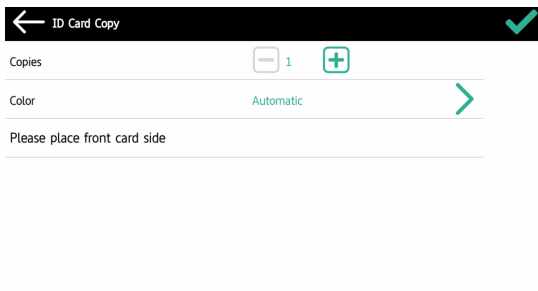 ID Card Copy
Copies 1
Color Automatic
Please place front card side